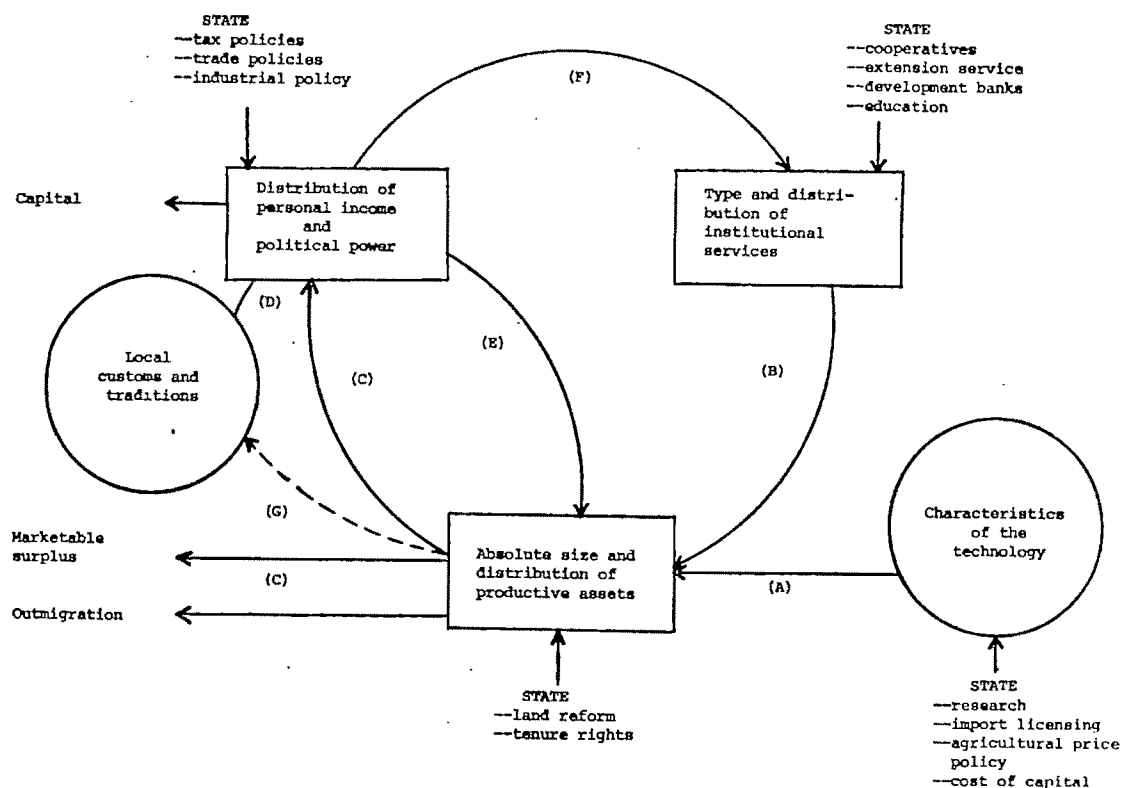 STATE
--tax policies
--trade policies
--industrial policy
STATE
--cooperatives
--extension service
--development banks
--education
(F)
Capital
Distribution of
personal income
and
political power
Type and distri-
bution of
institutional
services
(D)
(E)
(B)
(C)
Local
customs and
traditions
(G)
Characteristics
of the
technology
Marketable
surplus
(C)
Absolute size and
distribution of
productive assets
(A)
Outmigration
STATE
--land reform
--tenure rights
STATE
--research
--import licensing
--agricultural price
policy
--cost of capital